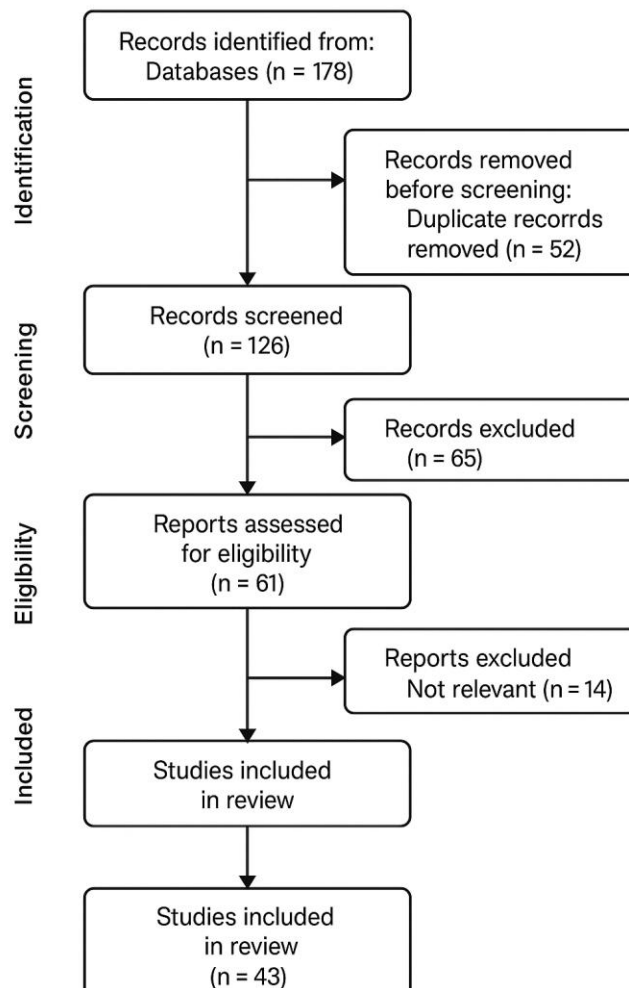 Identification
Records identified from:
Databases (n = 178)
Records removed
before screening:
Duplicate recorrds
removed (n = 52)
Screening
Records screened
(n = 126)
Records excluded
(n = 65)
Eliglbility
Reports assessed
for eligibility
(n = 61)
Reports excluded
Not relevant (n = 14)
Included
Studies included
in review
Studies included
in review
(n = 43)